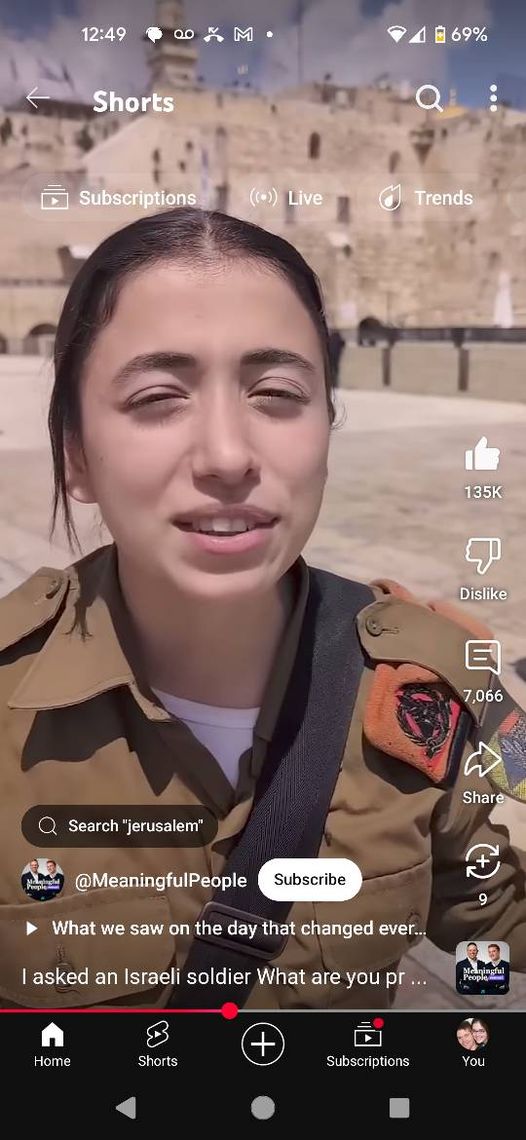 12:49
69%
Shorts
Subscriptions
Live
Trends
135K
Dislike
7,066
Share
Search "jerusalem"
@MeaningfulPeople
Subscribe
9
What we saw on the day that changed ever...
Meaningful
People
I asked an Israeli soldier What are you pr ...
Home
Shorts
Subscriptions
You